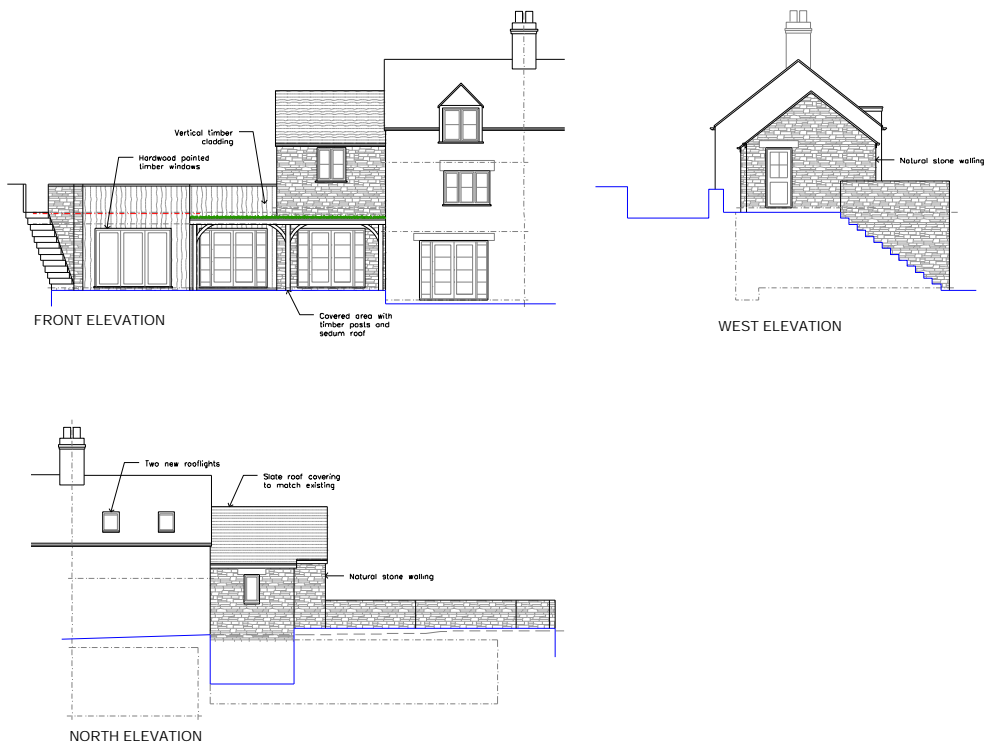 Vertical timber
cladding
Hardwood painted
timber windows
Covered area with
timber posts and
sedum roof
FRONT ELEVATION
Natural stone walling
WEST ELEVATION
Two new rooflights
Slate roof covering
to match existing
Natural stone walling
NORTH ELEVATION